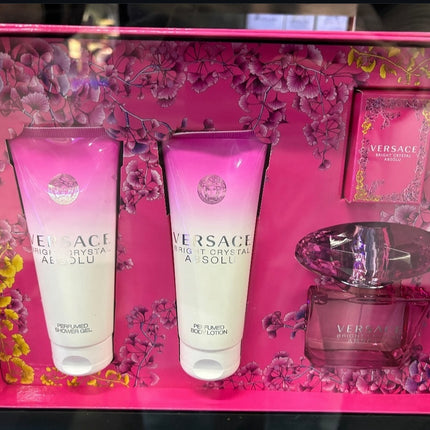 VERSACE
BRIGHT CRYSTAL
ABSOLU
PERFUMED
SHOWER GEL
VERSACE
BRIGHT CRYSTAL
ABSOLU
PERFUMED
BODY LOTION
VERSACE
BRIGHT CRYSTAL
ABSOLU
VERSACE
BRIGHT